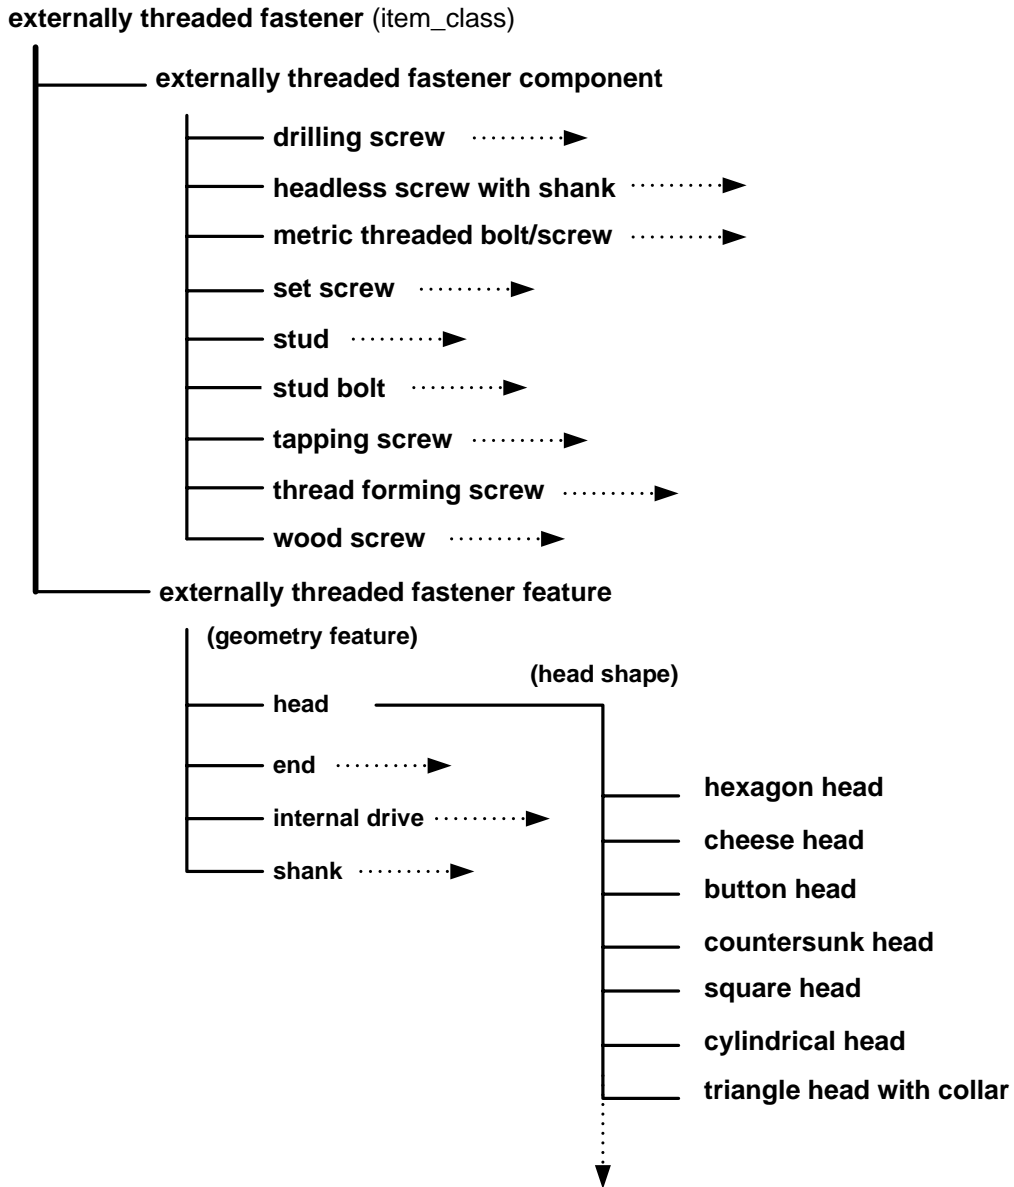 externally threaded fastener (item_class)
externally threaded fastener component
drilling screw
headless screw with shank
metric threaded bolt/screw
set screw
stud
stud bolt
tapping screw
thread forming screw
wood screw
externally threaded fastener feature
(geometry feature)
(head shape)
head
end
internal drive
shank
hexagon head
cheese head
button head
countersunk head
square head
cylindrical head
triangle head with collar